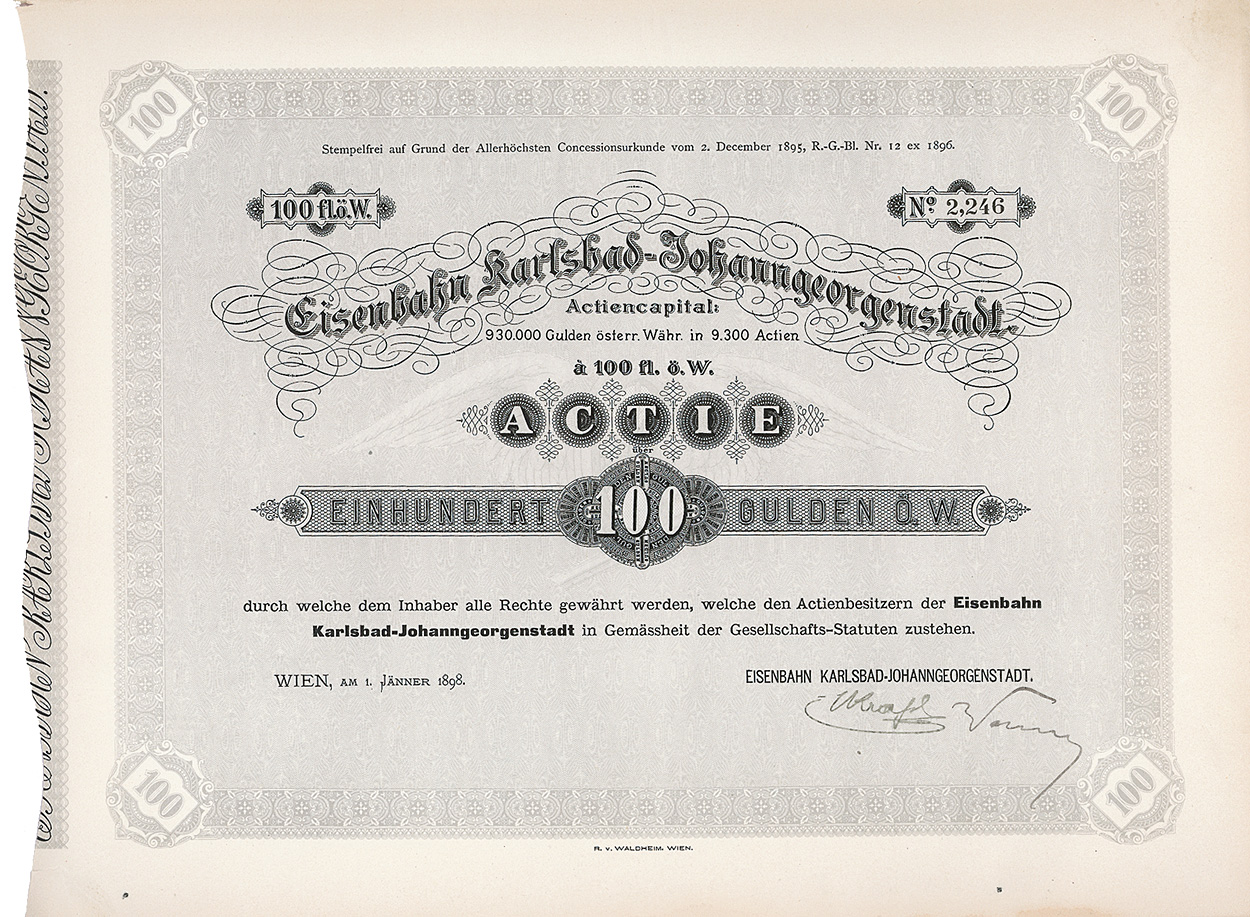 100
100
Stempelfrei auf Grund der Allerhöchsten Concessionsurkunde vom 2. December 1895, R.-G.-Bl. Nr. 12 ex 1896.
100 fl.ö.W.
Nº 2,246
Eisenbahn Karlsbad-Johanngeorgenstadt.
Actiencapital:
930.000 Gulden österr. Währ. in 9.300 Actien
à 100 fl. ö.W.
ACTIE
über
EINHUNDERT 100 GULDEN Ö. W.
durch welche dem Inhaber alle Rechte gewährt werden, welche den Actienbesitzern der Eisenbahn
Karlsbad-Johanngeorgenstadt in Gemässheit der Gesellschafts-Statuten zustehen.
WIEN, AM 1. JÄNNER 1898.
EISENBAHN KARLSBAD-JOHANNGEORGENSTADT.
100
100
R. v. WALDHEIM. WIEN.